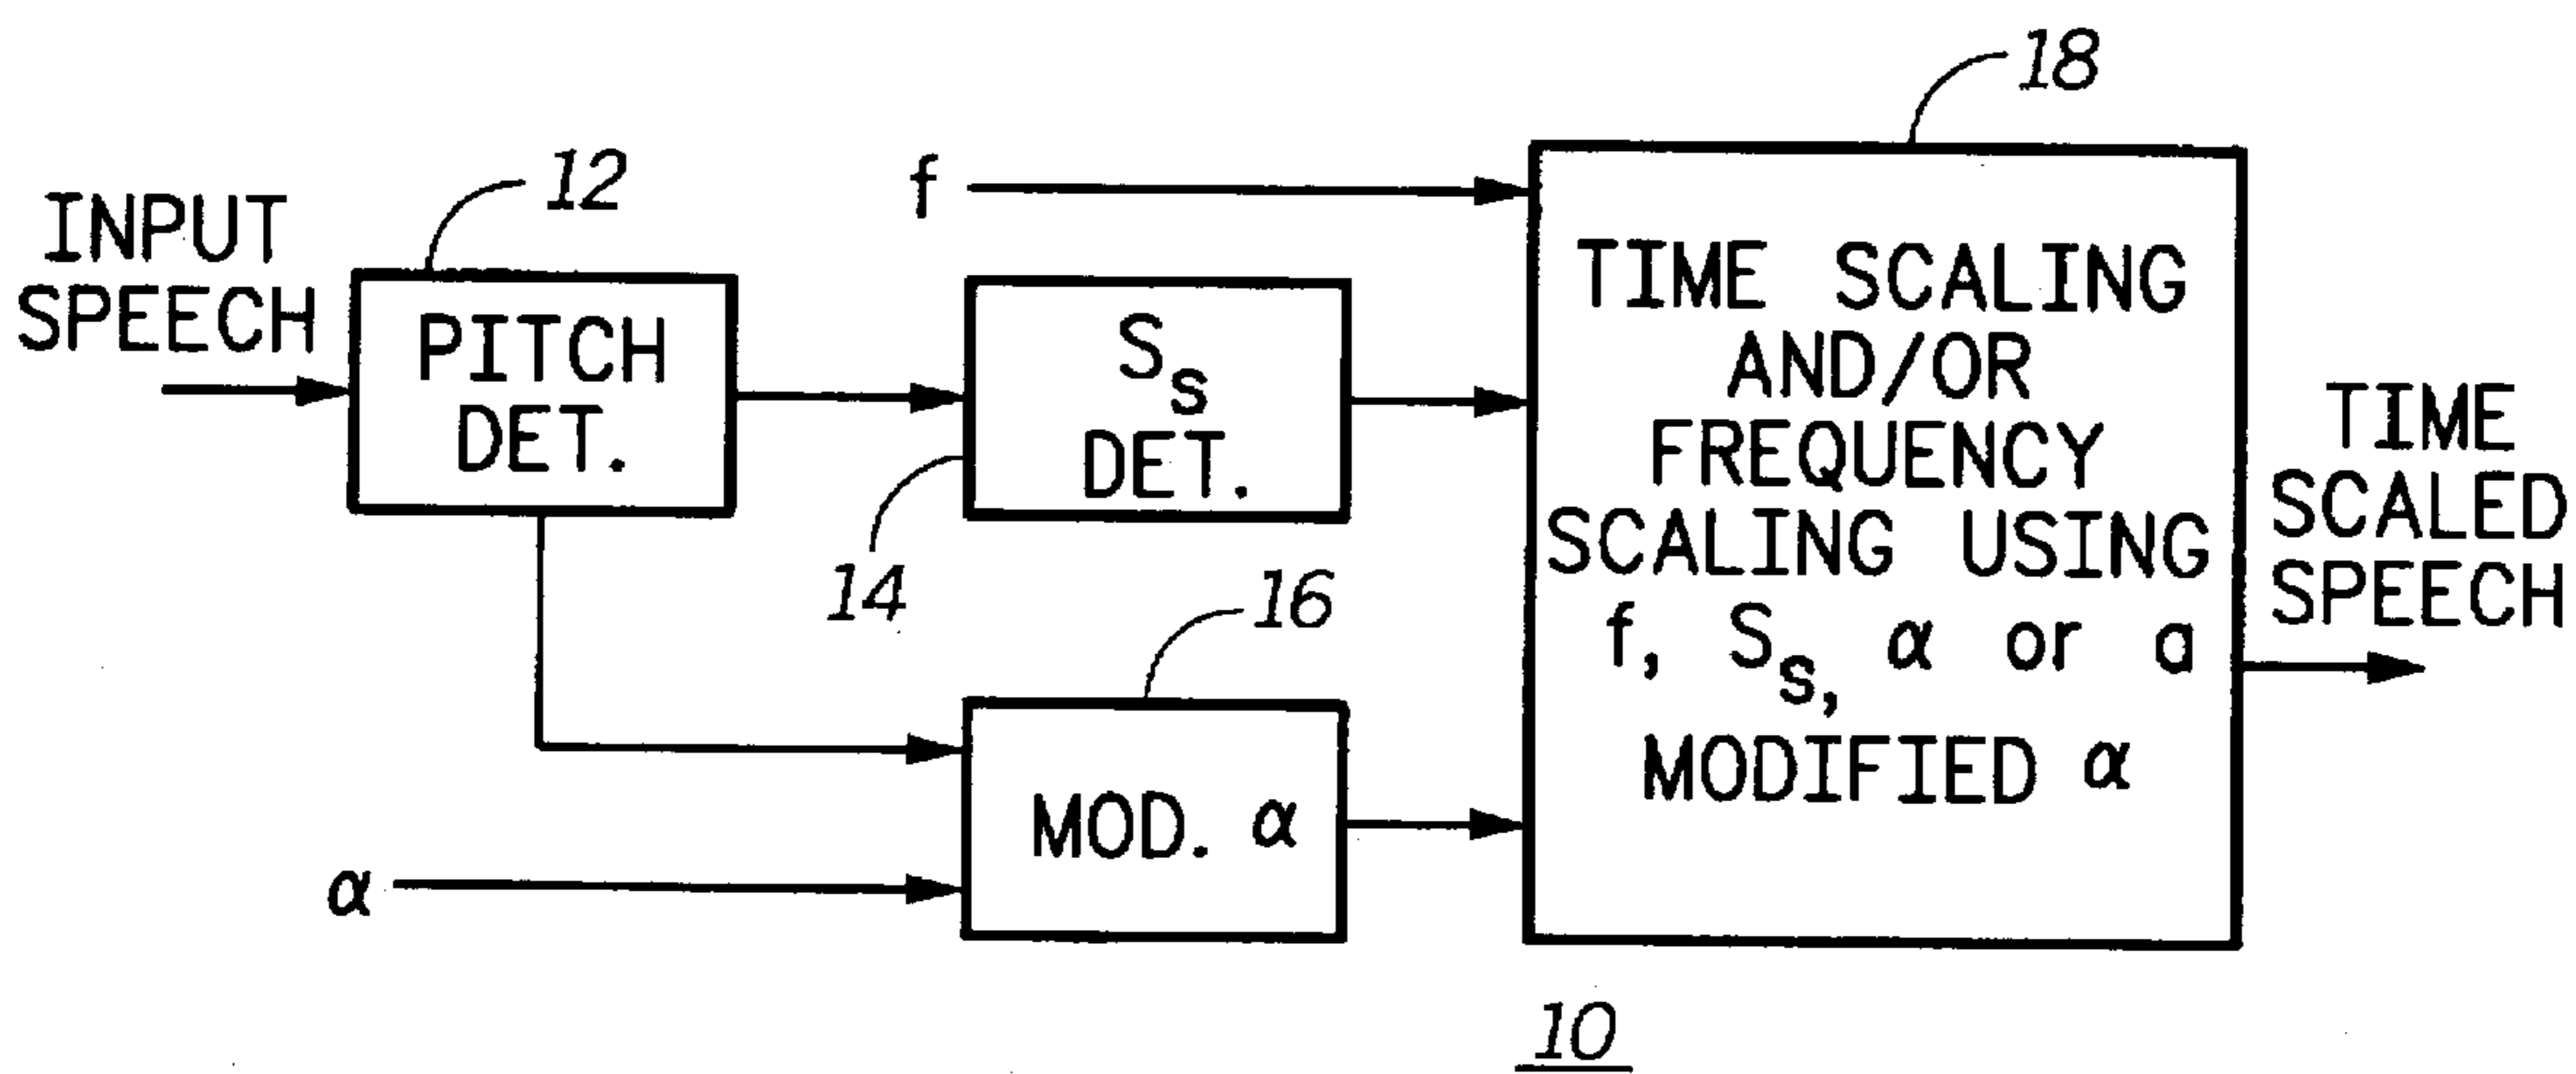 18
12
f
INPUT
SPEECH
PITCH
DET.
S_s
DET.
14
16
MOD. α
α
TIME SCALING
AND/OR
FREQUENCY
SCALING USING
f, S_s, α or a
MODIFIED α
TIME
SCALED
SPEECH
10